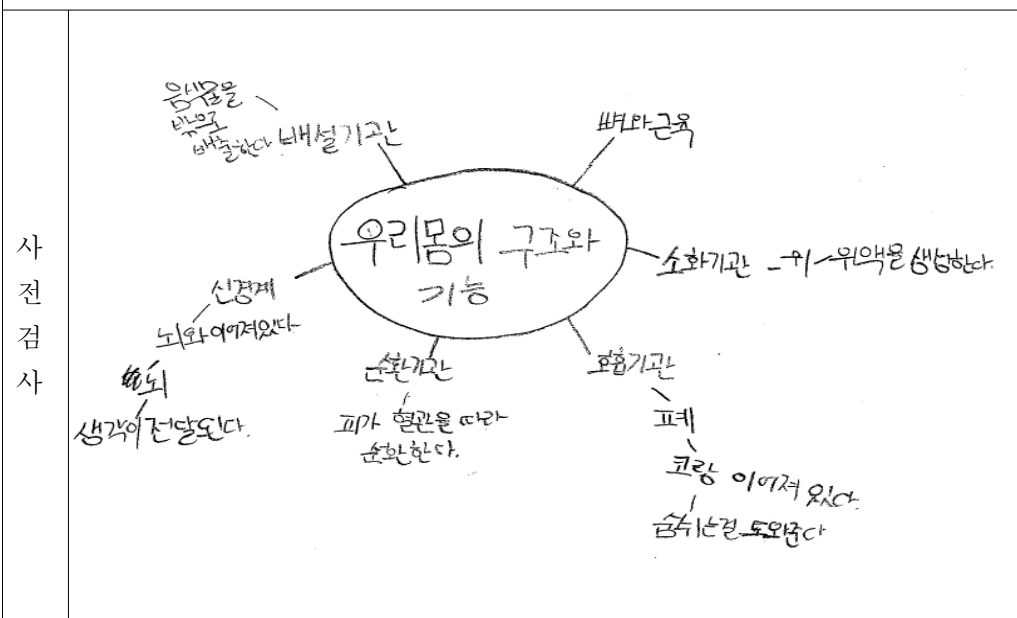 사
전
검
사
우리몸의 구조와
기능
음식물을
밖으로
배출한다
배설기관
뼈와 근육
소화기관 - 위 - 위액을 생성한다.
호흡기관
폐
코랑 이어져 있다.
숨쉬는걸 도와준다
순환기관
피가 혈관을 따라
순환한다.
신경계
뇌와 이어져있다
뇌
생각이 전달된다.